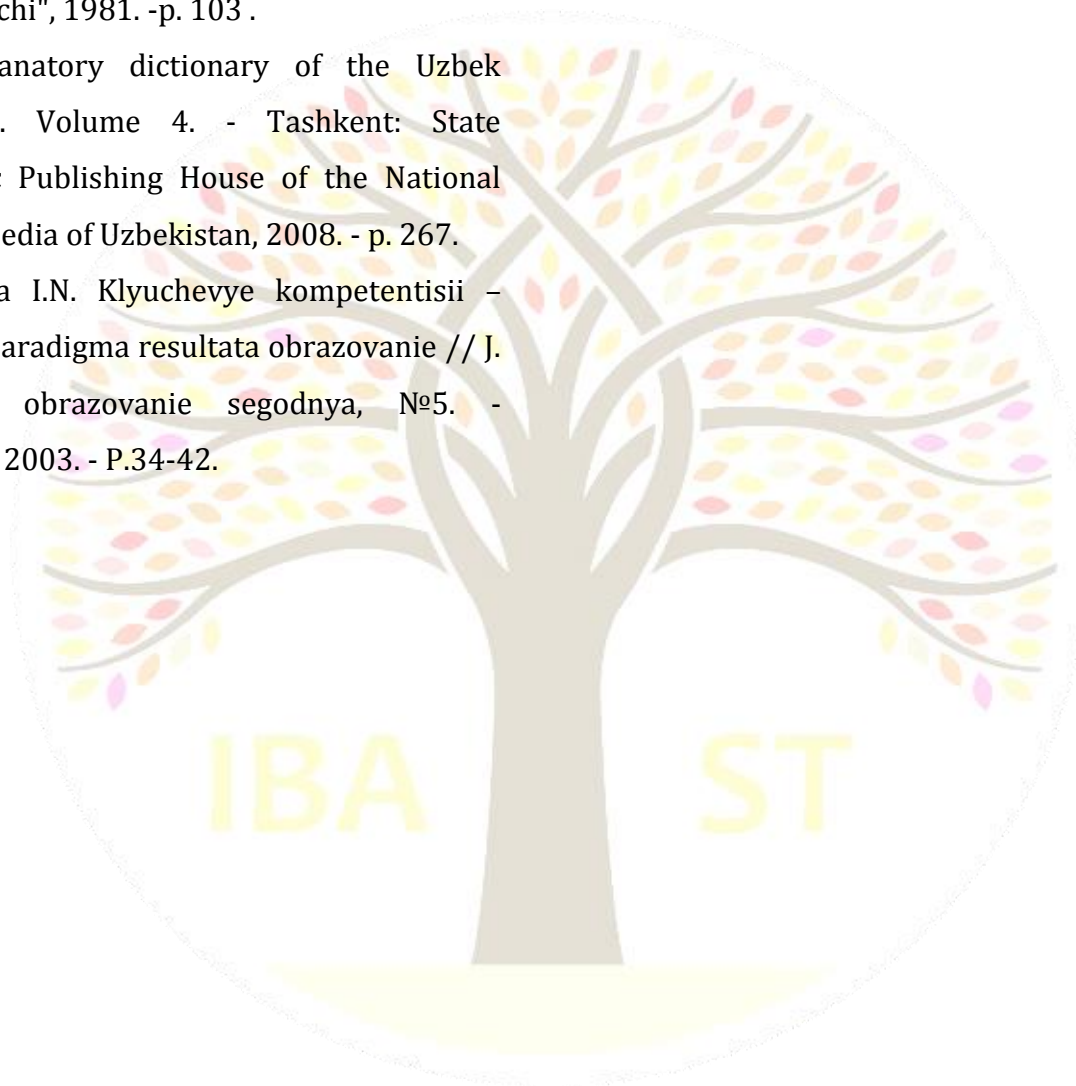 chi", 1981. -p. 103 .
anatory dictionary of the Uzbek
. Volume 4. - Tashkent: State
Publishing House of the National
edia of Uzbekistan, 2008. - p. 267.
a I.N. Klyuchevye kompetentisii –
aradigma resultata obrazovanie // J.
obrazovanie segodnya, №5. -
2003. - P.34-42.
IBA ST